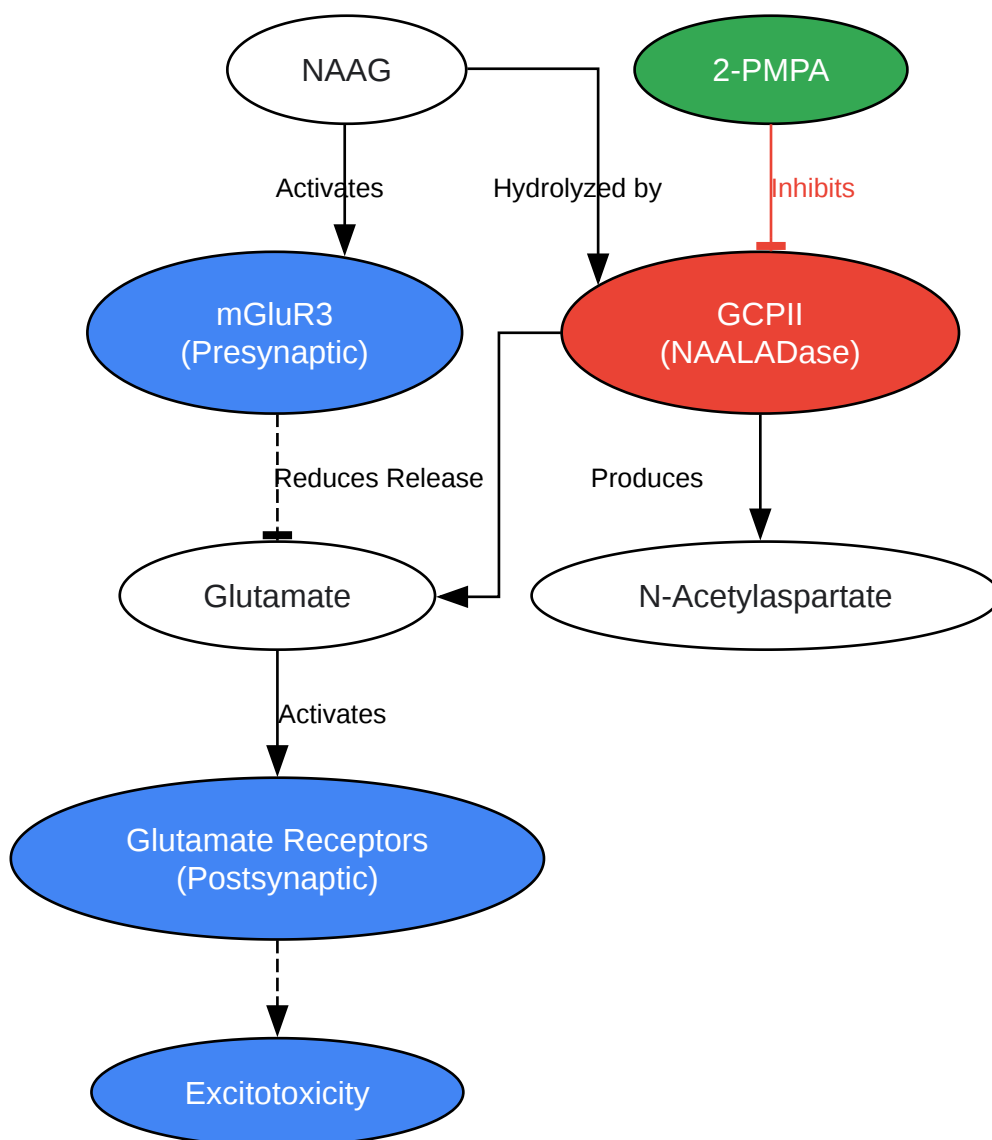 NAAG
2-PMPA
Activates
Hydrolyzed by
Inhibits
mGluR3
(Presynaptic)
GCPII
(NAALADase)
Reduces Release
Produces
Glutamate
N-Acetylaspartate
Activates
Glutamate Receptors
(Postsynaptic)
Excitotoxicity